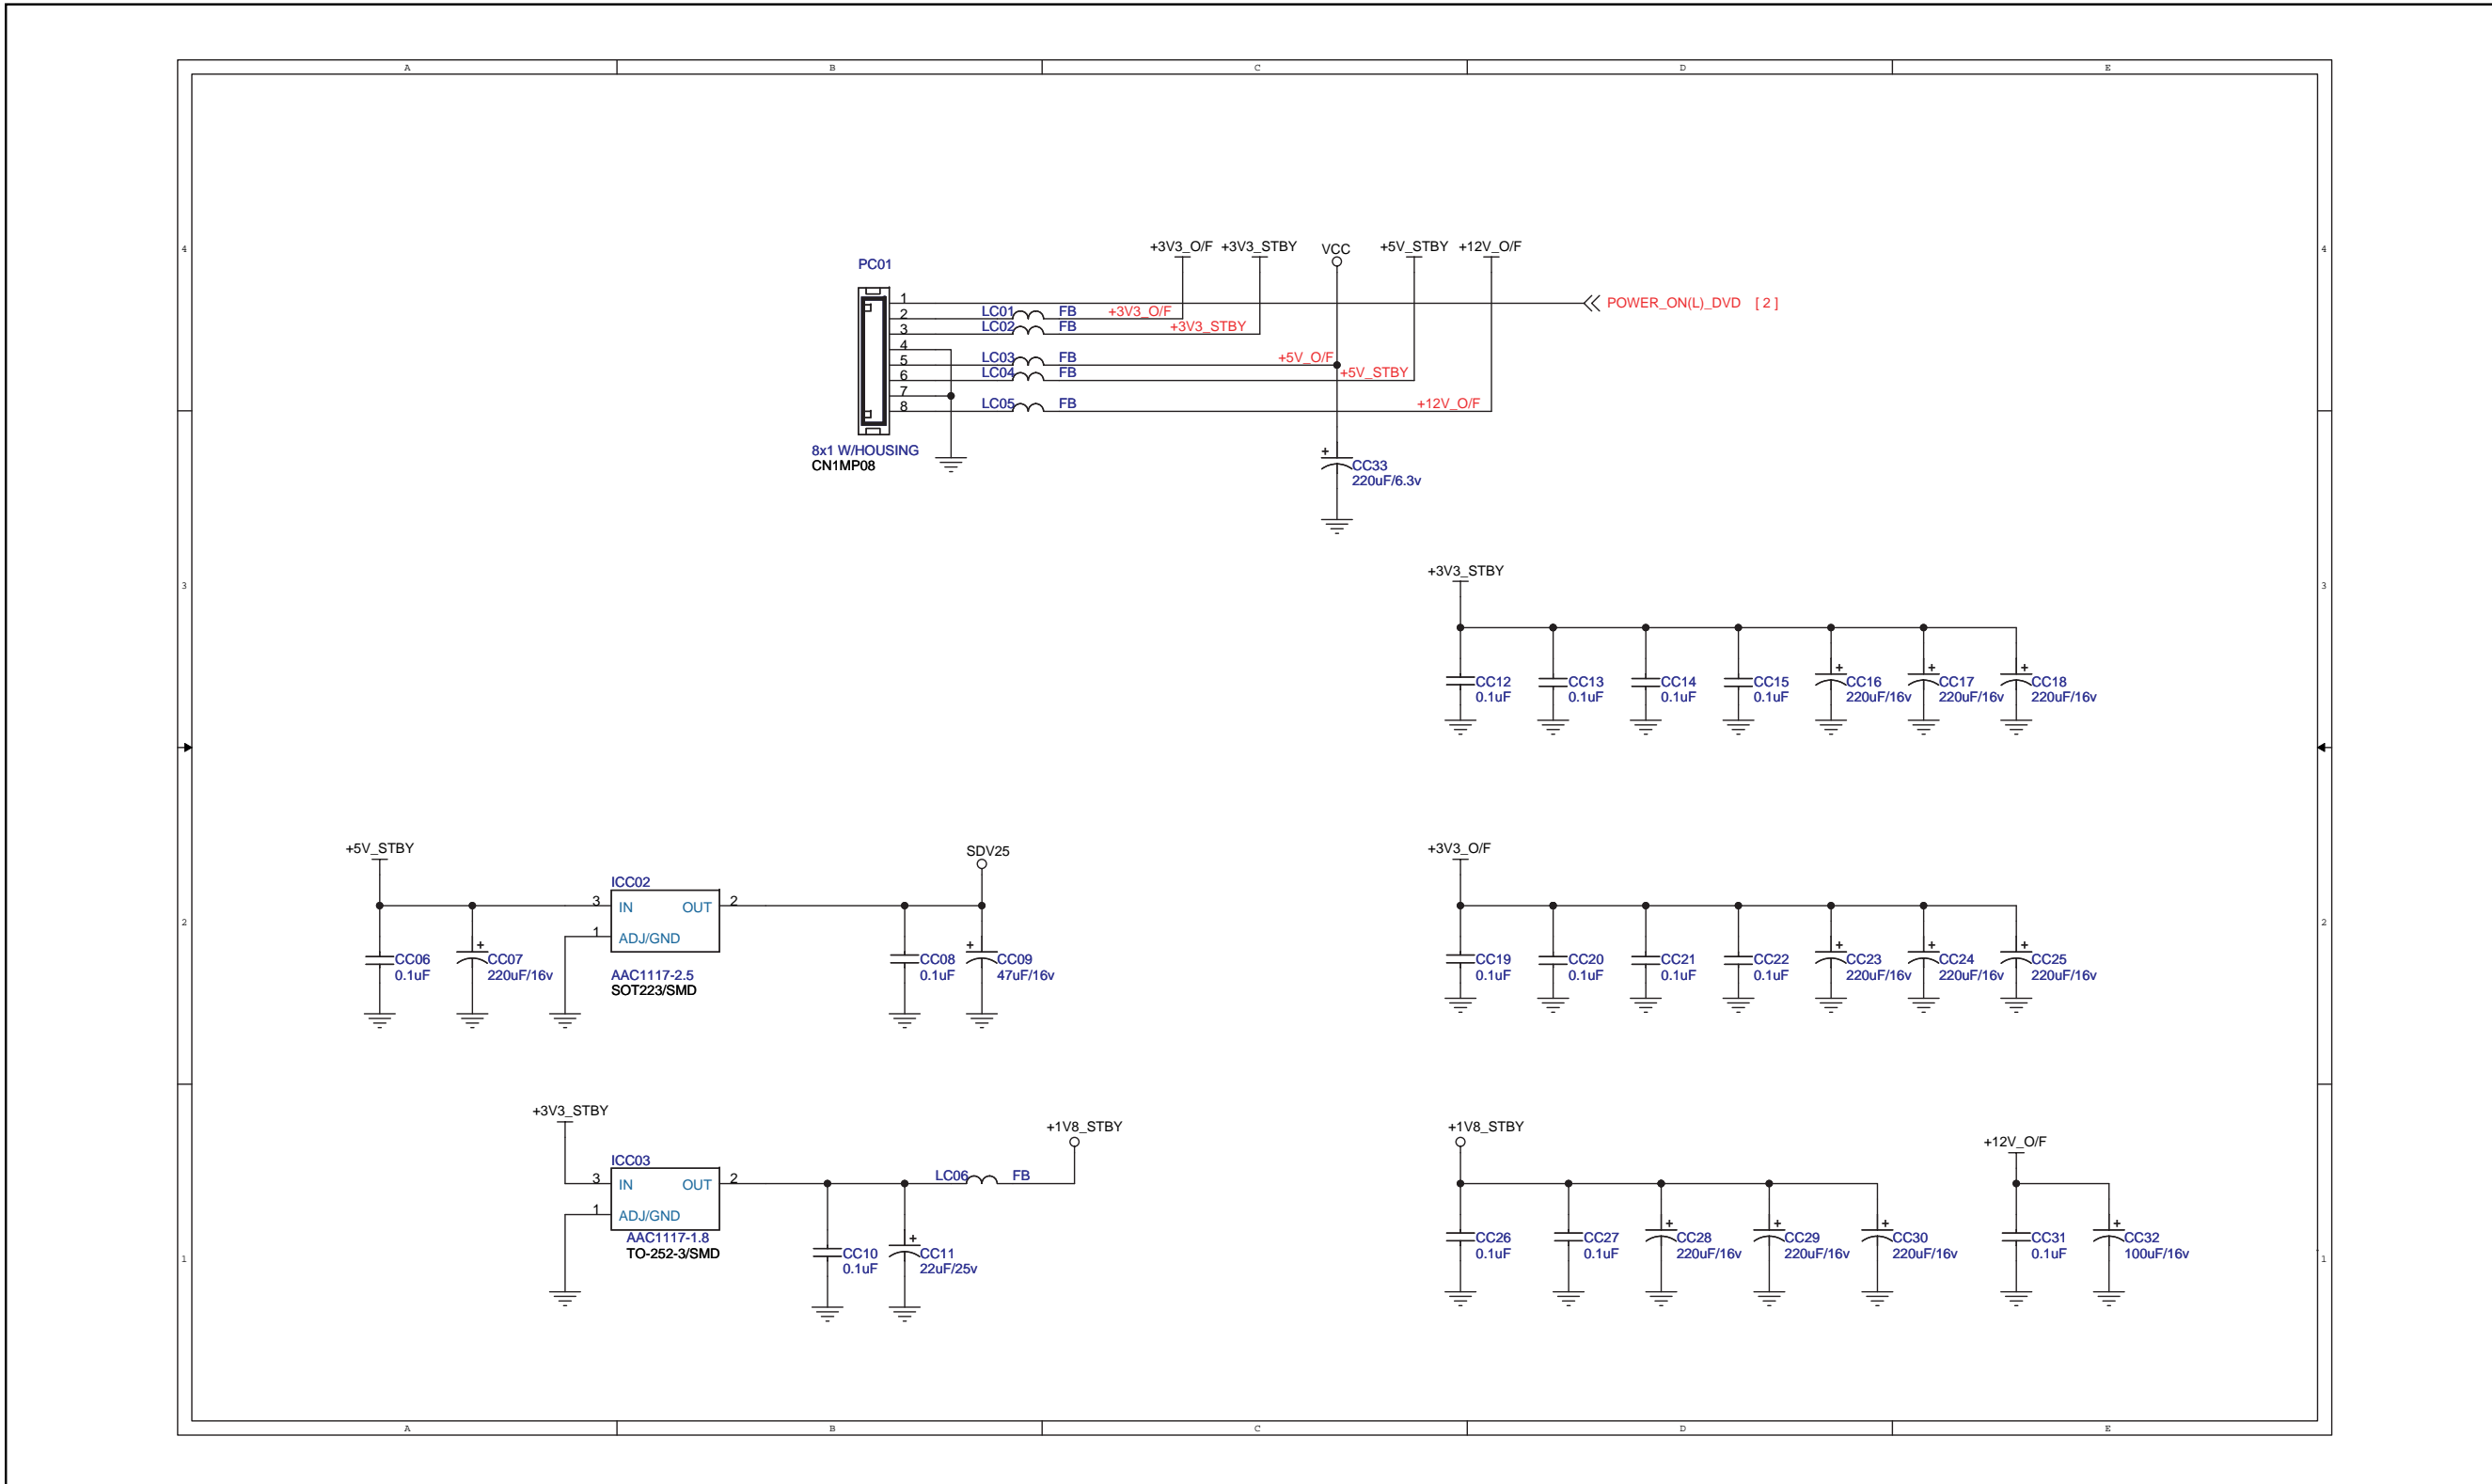 A B C D E
4 4
+3V3_O/F +3V3_STBY VCC +5V_STBY +12V_O/F
PC01
1 POWER_ON(L)_DVD [ 2 ]
2 LC01 FB +3V3_O/F
3 LC02 FB +3V3_STBY
4
5 LC03 FB +5V_O/F
6 LC04 FB +5V_STBY
7
8 LC05 FB +12V_O/F
8x1 W/HOUSING
CN1MP08
+ CC33
220uF/6.3v
3 3
+3V3_STBY
+ + +
CC12 CC13 CC14 CC15 CC16 CC17 CC18
0.1uF 0.1uF 0.1uF 0.1uF 220uF/16v 220uF/16v 220uF/16v
+5V_STBY SDV25
ICC02
3 IN OUT 2
1 ADJ/GND
+ +
CC06 CC07 CC08 CC09
0.1uF 220uF/16v 0.1uF 47uF/16v
AAC1117-2.5
SOT223/SMD
+3V3_O/F
2 2
+ + +
CC19 CC20 CC21 CC22 CC23 CC24 CC25
0.1uF 0.1uF 0.1uF 0.1uF 220uF/16v 220uF/16v 220uF/16v
+3V3_STBY +1V8_STBY
ICC03
3 IN OUT 2 LC06 FB
1 ADJ/GND
AAC1117-1.8
TO-252-3/SMD
+
CC10 CC11
0.1uF 22uF/25v
+1V8_STBY +12V_O/F
+ + + +
CC26 CC27 CC28 CC29 CC30 CC31 CC32
0.1uF 0.1uF 220uF/16v 220uF/16v 220uF/16v 0.1uF 100uF/16v
1 1
A B C D E